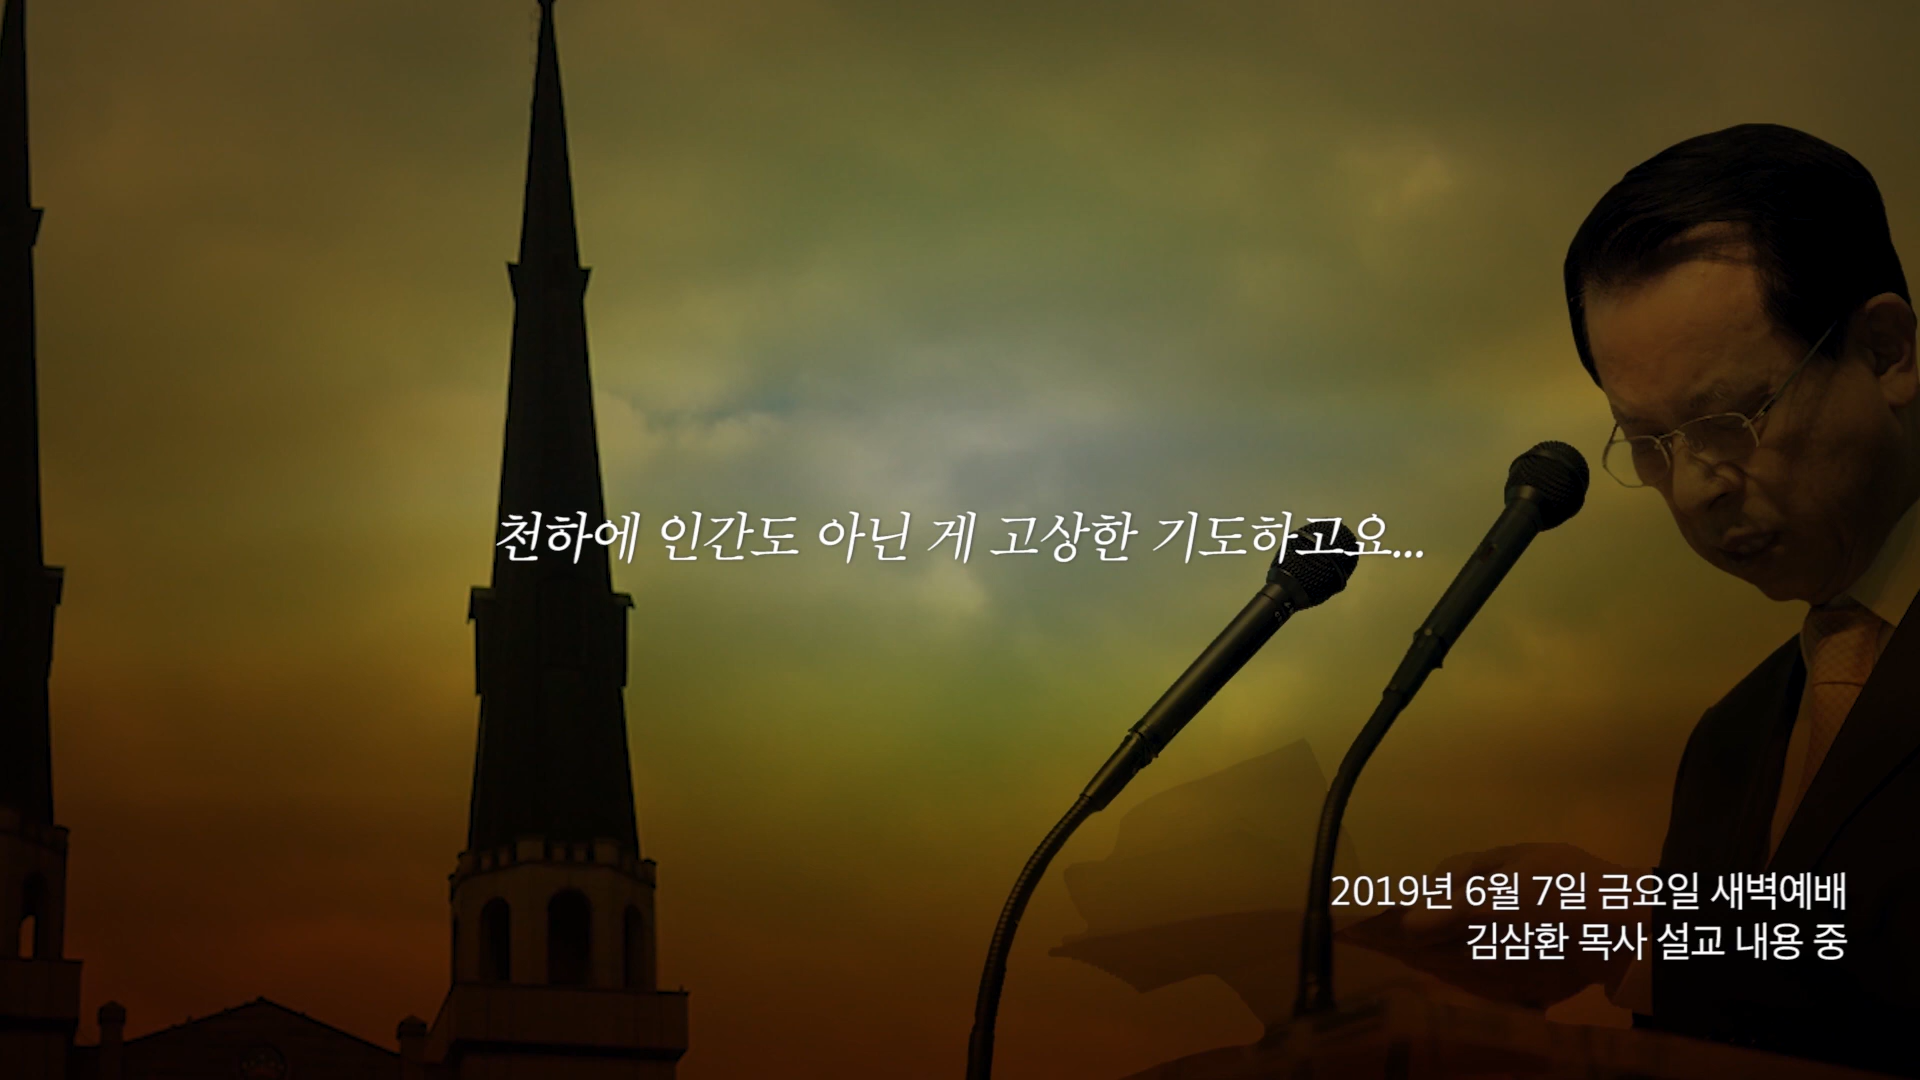 천하에 인간도 아닌 게 고상한 기도하고요...
2019년 6월 7일 금요일 새벽예배
김삼환 목사 설교 내용 중